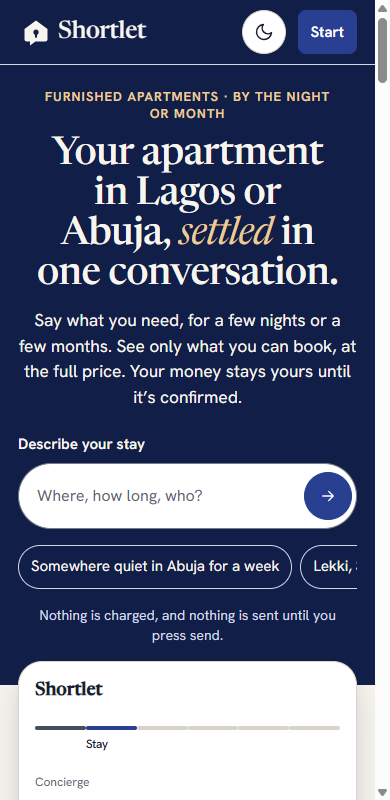 Shortlet
Start
FURNISHED APARTMENTS · BY THE NIGHT
OR MONTH
Your apartment
in Lagos or
Abuja, settled in
one conversation.
Say what you need, for a few nights or a
few months. See only what you can book, at
the full price. Your money stays yours until
it’s confirmed.
Describe your stay
Where, how long, who?
Somewhere quiet in Abuja for a week
Lekki,
Nothing is charged, and nothing is sent until you
press send.
Shortlet
Stay
Concierge